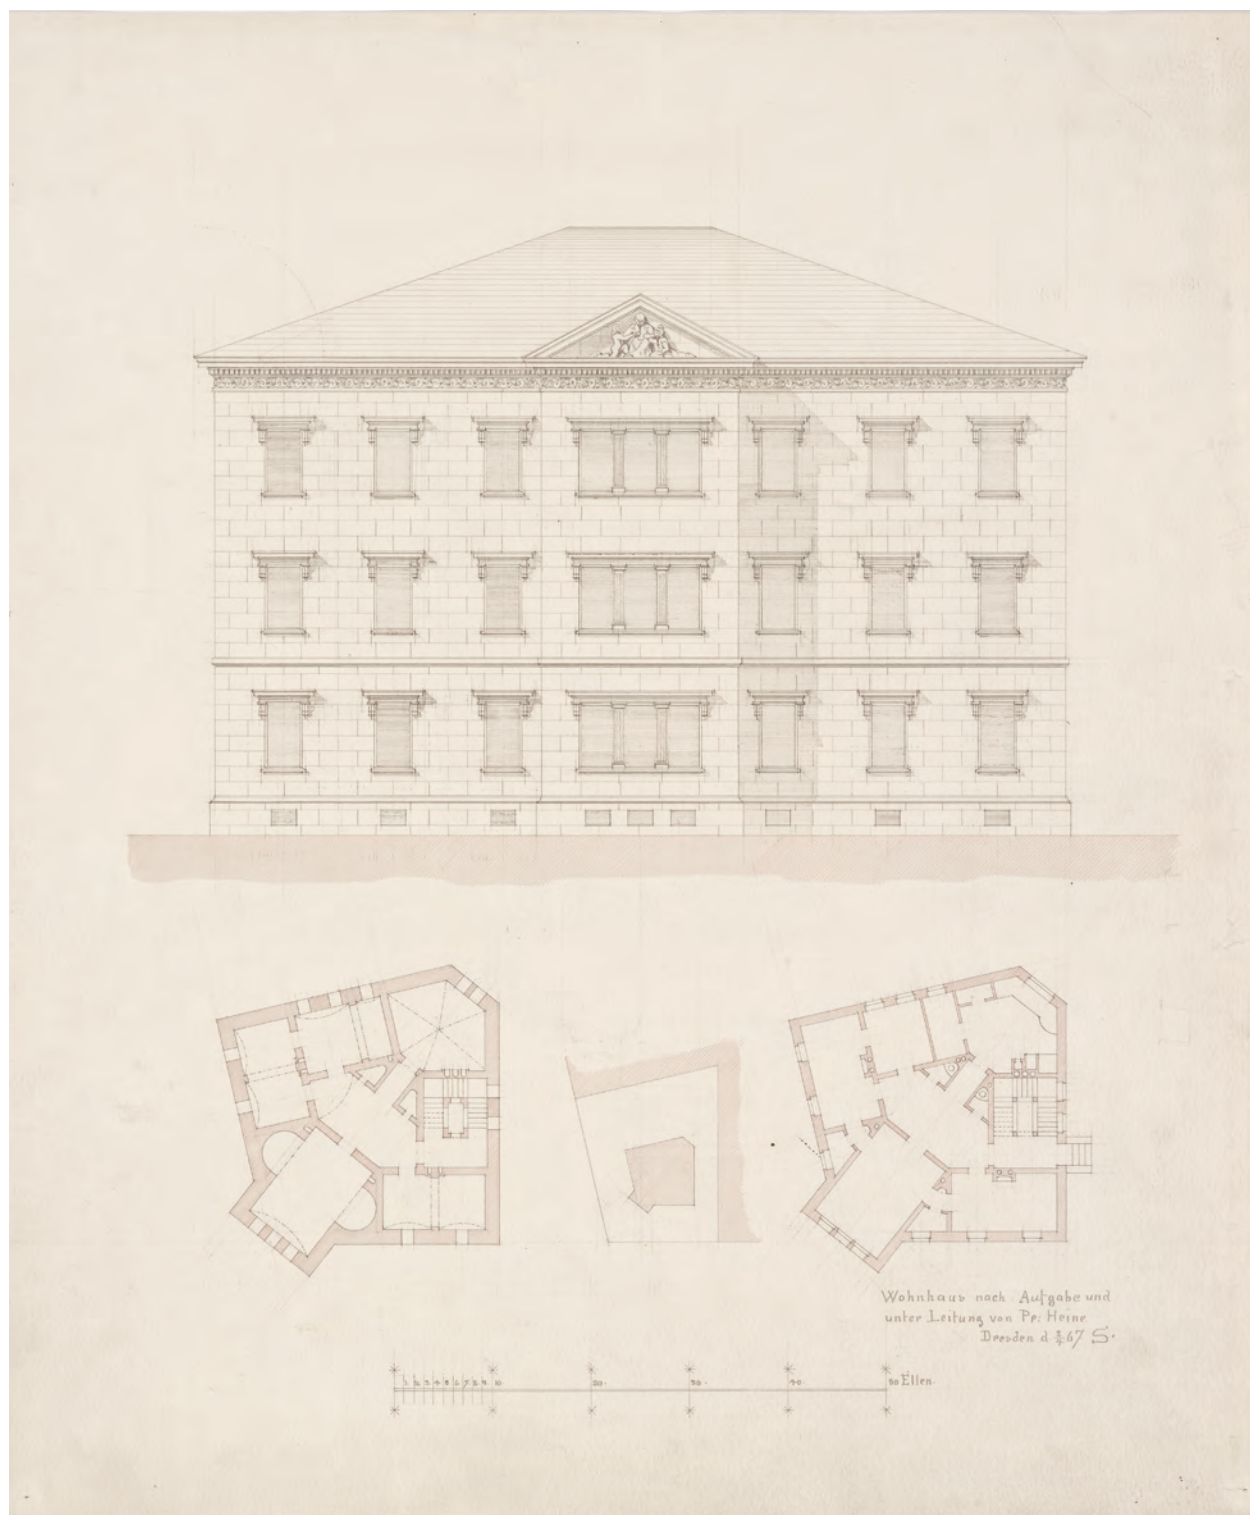 Wohnhaus nach Aufgabe und
unter Leitung von Pr: Heine
Dresden d 67 S.
1 2 3 4 5 6 7 8 9 10 20. 30. 40 50 Ellen.